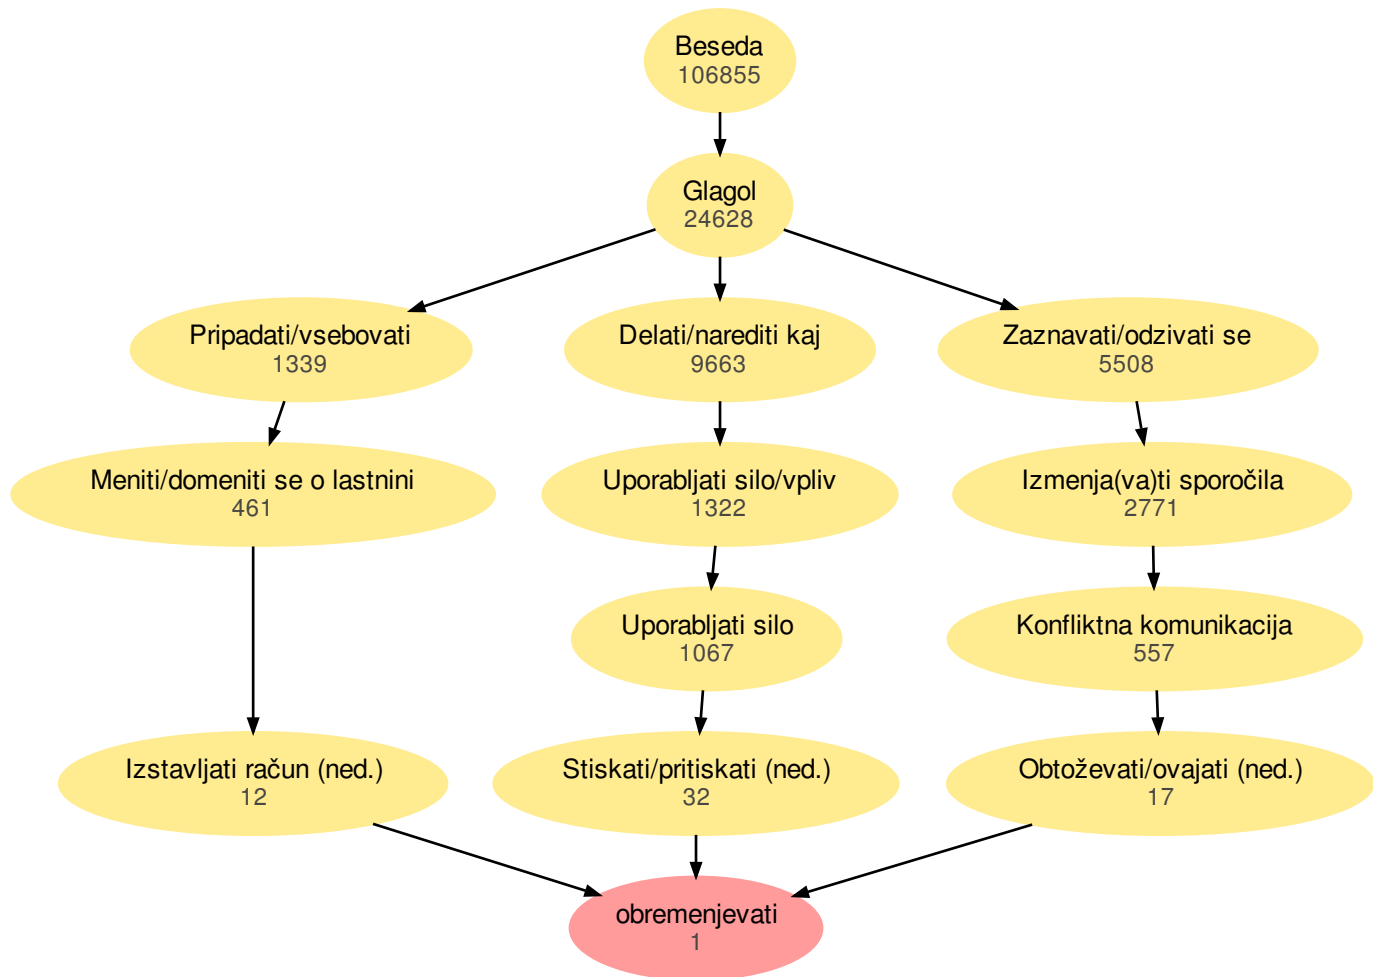 Beseda
106855
Glagol
24628
Pripadati/vsebovati
1339
Delati/narediti kaj
9663
Zaznavati/odzivati se
5508
Meniti/domeniti se o lastnini
461
Uporabljati silo/vpliv
1322
Izmenja(va)ti sporočila
2771
Uporabljati silo
1067
Konfliktna komunikacija
557
Izstavljati račun (ned.)
12
Stiskati/pritiskati (ned.)
32
Obtoževati/ovajati (ned.)
17
obremenjevati
1